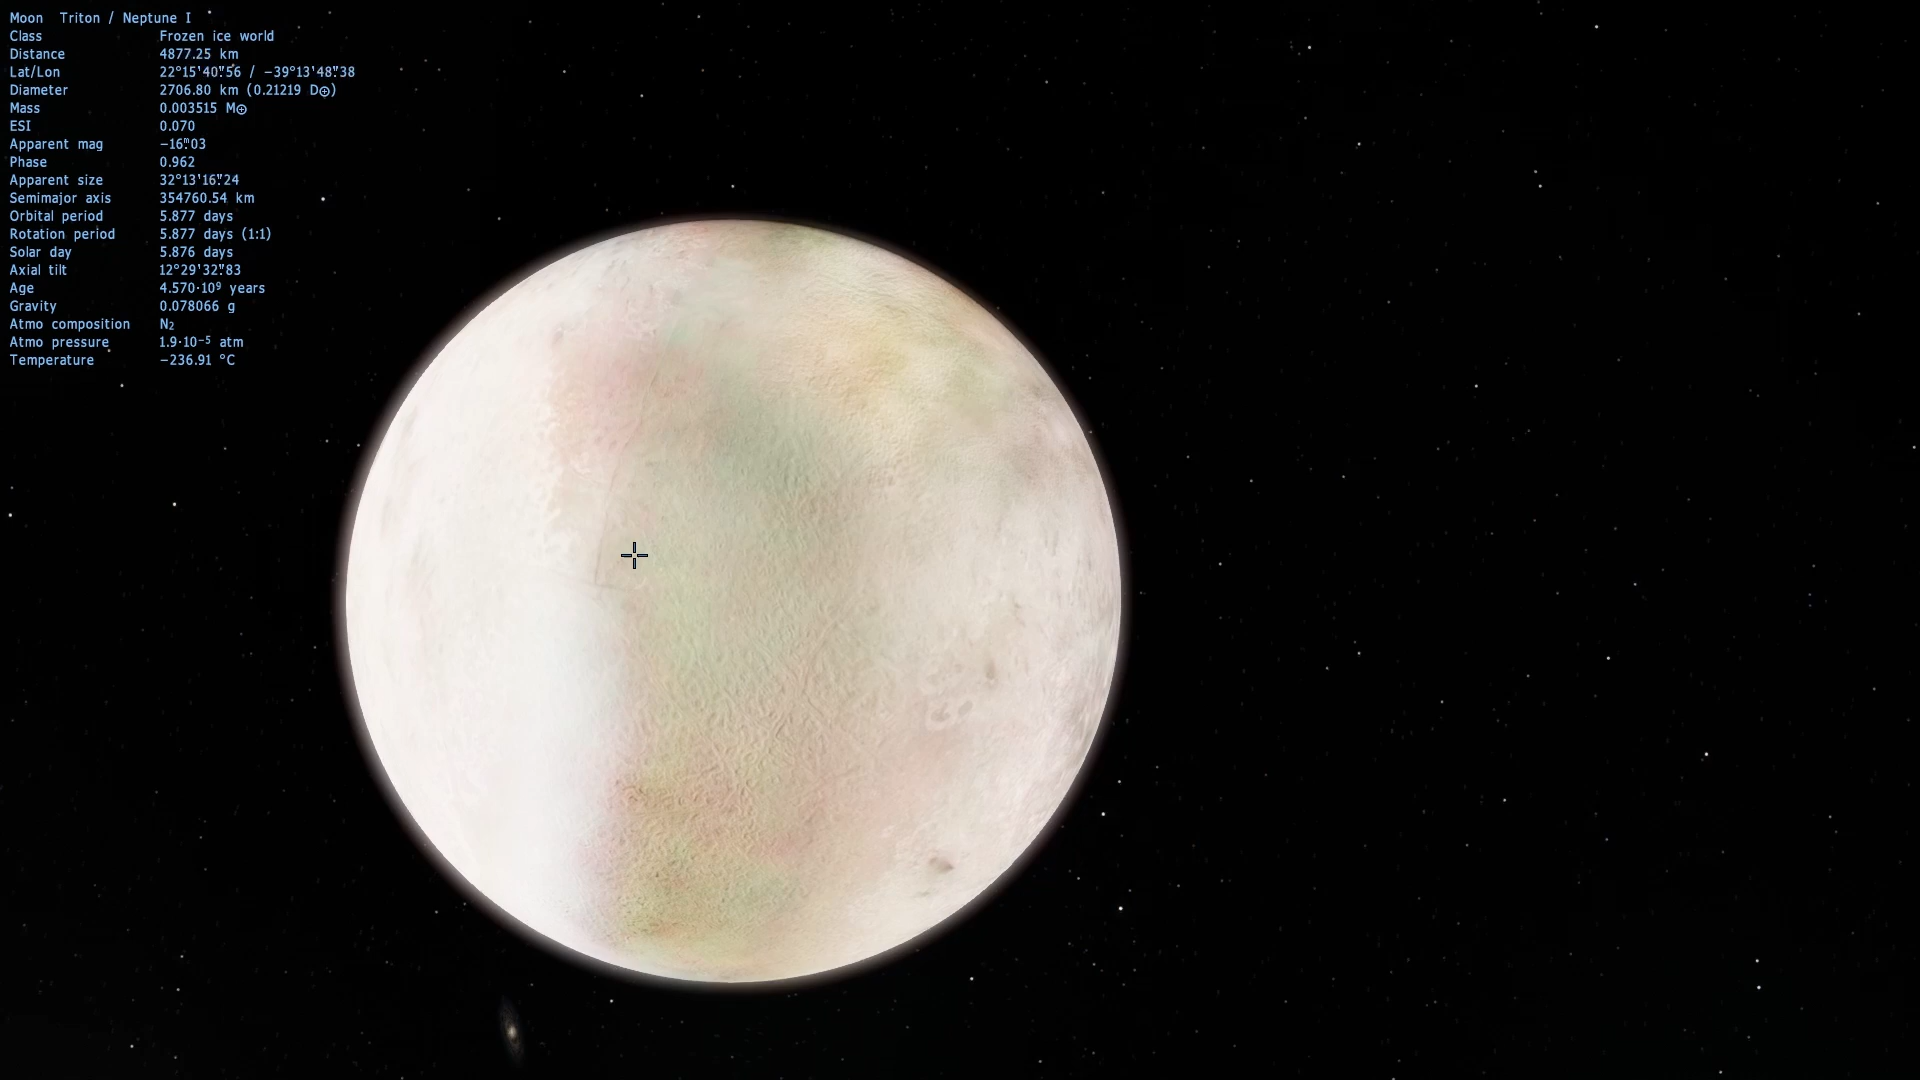 Moon Triton / Neptune I
Class Frozen ice world
Distance 4877.25 km
Lat/Lon 22°15'40".56 / −39°13'48".38
Diameter 2706.80 km (0.21219 D⊕)
Mass 0.003515 M⊕
ESI 0.070
Apparent mag −16ᵐ.03
Phase 0.962
Apparent size 32°13'16".24
Semimajor axis 354760.54 km
Orbital period 5.877 days
Rotation period 5.877 days (1:1)
Solar day 5.876 days
Axial tilt 12°29'32".83
Age 4.570·10⁹ years
Gravity 0.078066 g
Atmo composition N₂
Atmo pressure 1.9·10⁻⁵ atm
Temperature −236.91 °C